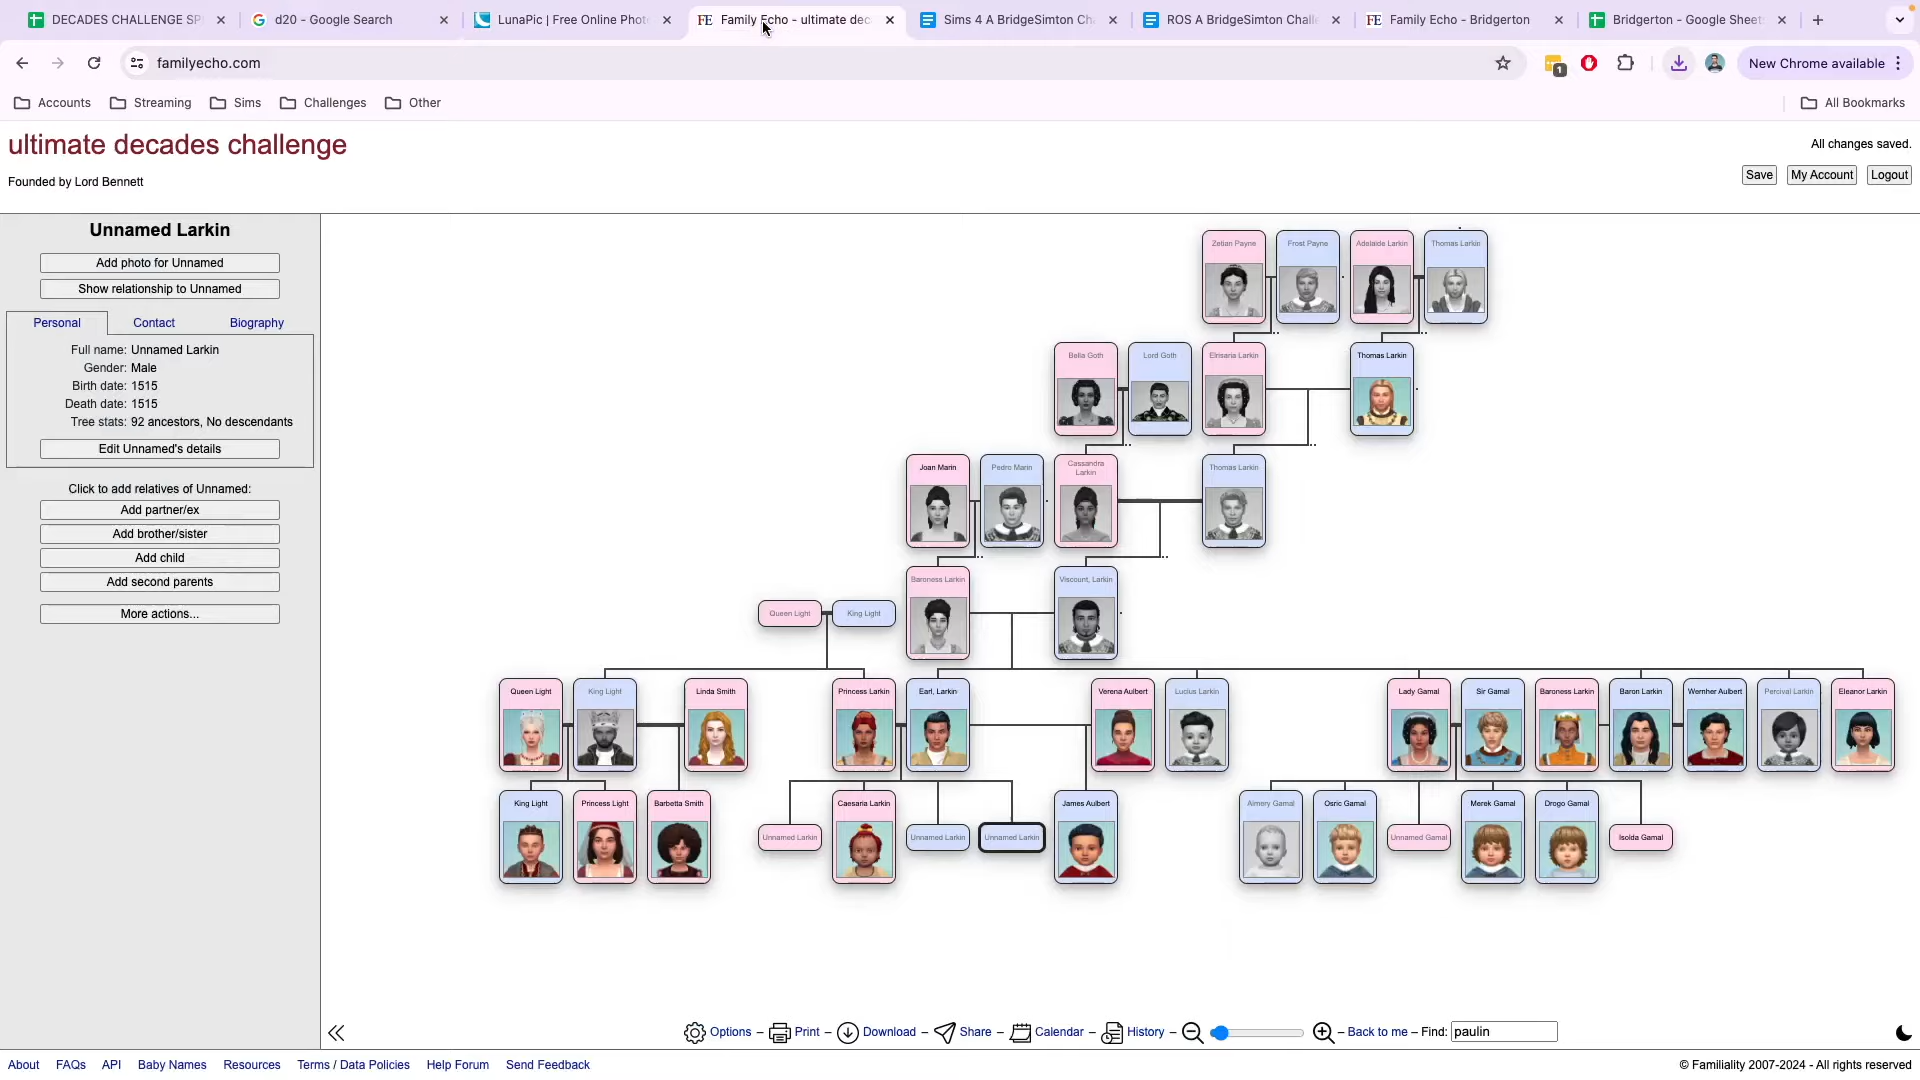 DECADES CHALLENGE SP
d20 - Google Search
LunaPic | Free Online Phot
Family Echo - ultimate dec
Sims 4 A BridgeSimton Ch
ROS A BridgeSimton Chall
Family Echo - Bridgerton
Bridgerton - Google Sheet
familyecho.com
1
New Chrome available
Accounts
Streaming
Sims
Challenges
Other
All Bookmarks
ultimate decades challenge
All changes saved.
Founded by Lord Bennett
Save
My Account
Logout
Unnamed Larkin
Add photo for Unnamed
Show relationship to Unnamed
Personal
Contact
Biography
Full name: Unnamed Larkin
Gender: Male
Birth date: 1515
Death date: 1515
Tree stats: 92 ancestors, No descendants
Edit Unnamed's details
Click to add relatives of Unnamed:
Add partner/ex
Add brother/sister
Add child
Add second parents
More actions...
Zetian Payne
Frost Payne
Adelaide Larkin
Thomas Larkin
Bella Goth
Lord Goth
Elrisaria Larkin
Thomas Larkin
Joan Marin
Pedro Marin
Cassandra
Larkin
Thomas Larkin
Baroness Larkin
Viscount, Larkin
Queen Light
King Light
Queen Light
King Light
Linda Smith
Princess Larkin
Earl, Larkin
Verena Aulbert
Lucius Larkin
Lady Gamal
Sir Gamal
Baroness Larkin
Baron Larkin
Wernher Aulbert
Percival Larkin
Eleanor Larkin
King Light
Princess Light
Barbetta Smith
Unnamed Larkin
Caesaria Larkin
Unnamed Larkin
Unnamed Larkin
James Aulbert
Almery Gamal
Osric Gamal
Unnamed Gamal
Merek Gamal
Drogo Gamal
Isolda Gamal
Options – Print – Download – Share – Calendar – History – – Back to me – Find: paulin
About
FAQs
API
Baby Names
Resources
Terms / Data Policies
Help Forum
Send Feedback
© Familiality 2007-2024 - All rights reserved